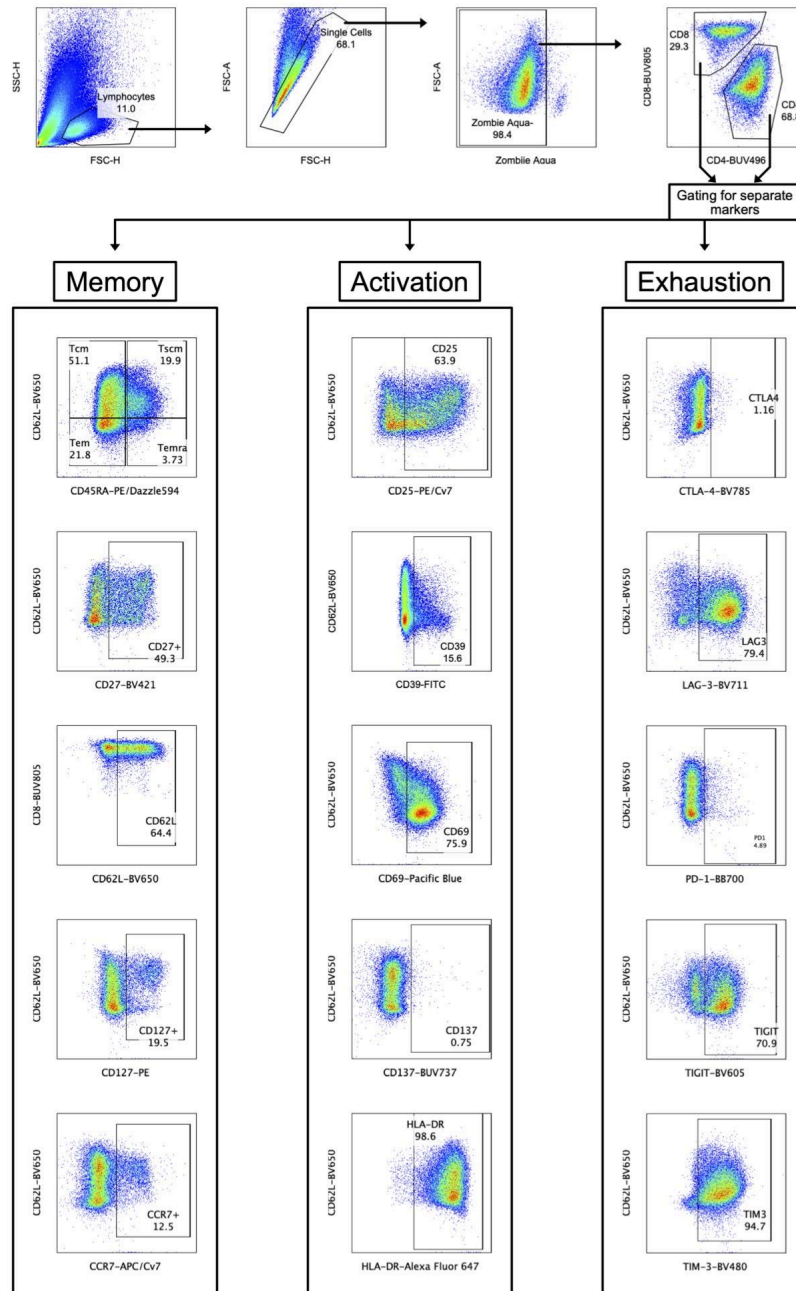 SSC-H
Lymphocytes
11.0
FSC-H
FSC-A
Single Cells
68.1
FSC-H
FSC-A
Zombie Aqua-
98.4
Zombiie Aqua
CD8-BUV805
CD8
29.3
CD4
68.8
CD4-BUV496
Gating for separate
markers
Memory
Activation
Exhaustion
CD62L-BV650
Tcm
51.1
Tscm
19.9
Tem
21.8
Temra
3.73
CD45RA-PE/Dazzle594
CD62L-BV650
CD25
63.9
CD25-PE/Cv7
CD62L-BV650
CTLA4
1.16
CTLA-4-BV785
CD62L-BV650
CD27+
49.3
CD27-BV421
CD62L-BV650
CD39
15.6
CD39-FITC
CD62L-BV650
LAG3
79.4
LAG-3-BV711
CD8-BUV805
CD62L
64.4
CD62L-BV650
CD62L-BV650
CD69
75.9
CD69-Pacific Blue
CD62L-BV650
PD1
4.89
PD-1-BB700
CD62L-BV650
CD127+
19.5
CD127-PE
CD62L-BV650
CD137
0.75
CD137-BUV737
CD62L-BV650
TIGIT
70.9
TIGIT-BV605
CD62L-BV650
CCR7+
12.5
CCR7-APC/Cv7
CD62L-BV650
HLA-DR
98.6
HLA-DR-Alexa Fluor 647
CD62L-BV650
TIM3
94.7
TIM-3-BV480